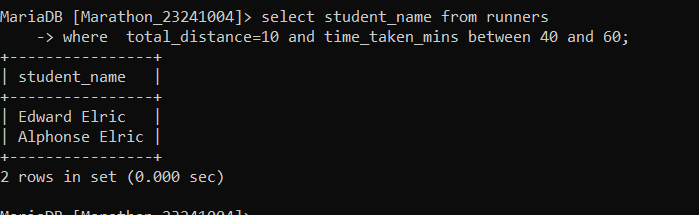 MariaDB [Marathon_23241004]> select student_name from runners
    -> where  total_distance=10 and time_taken_mins between 40 and 60;
+----------------+
| student_name   |
+----------------+
| Edward Elric   |
| Alphonse Elric |
+----------------+
2 rows in set (0.000 sec)
MariaDB [Marathon_23241004]>